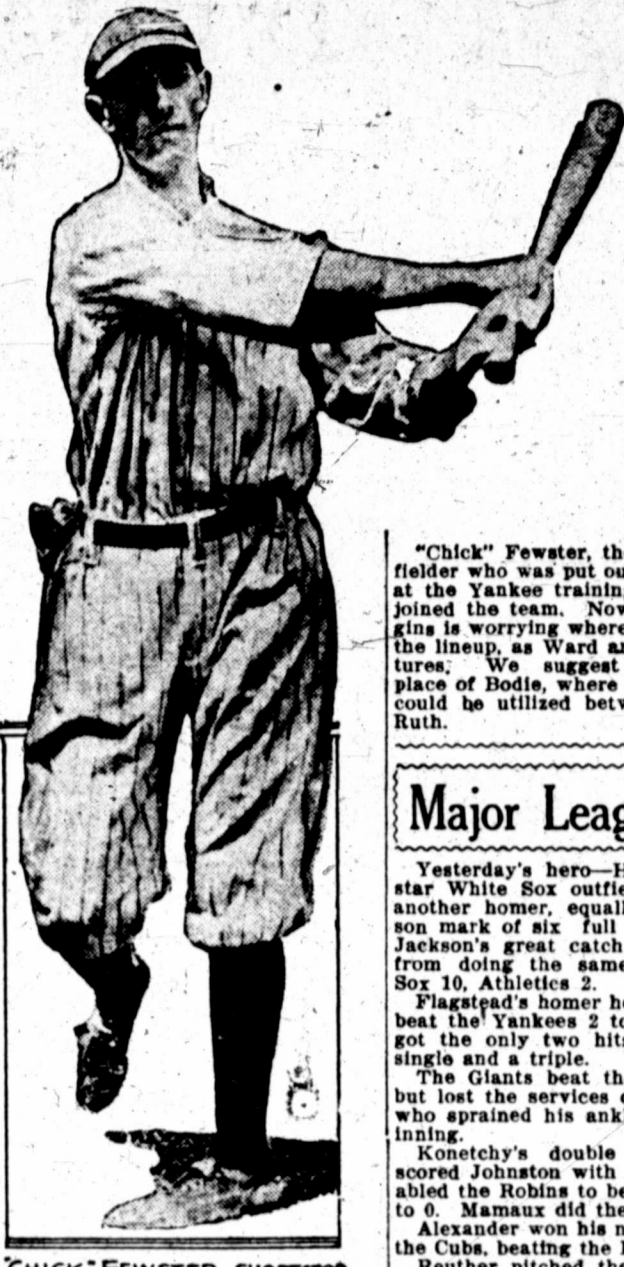 "Chick" Fewster, th
fielder who was put ou
at the Yankee trainin
joined the team. Now
gins is worrying where
the lineup, as Ward a
tures. We suggest
place of Bodie, where
could be utilized betw
Ruth.
Major Leag
Yesterday's hero—H
star White Sox outfie
another homer, equall
son mark of six full
Jackson's great catch
from doing the same
Sox 10, Athletics 2.
Flagstead's homer h
beat the Yankees 2 to
got the only two hits
single and a triple.
The Giants beat th
but lost the services
who sprained his ank
inning.
Konetchy's double
scored Johnston with
abled the Robins to be
to 0. Mamaux did the
Alexander won his
the Cubs, beating the
Reuther pitched the
"CHICK" FEWSTER, SHORTSTOP